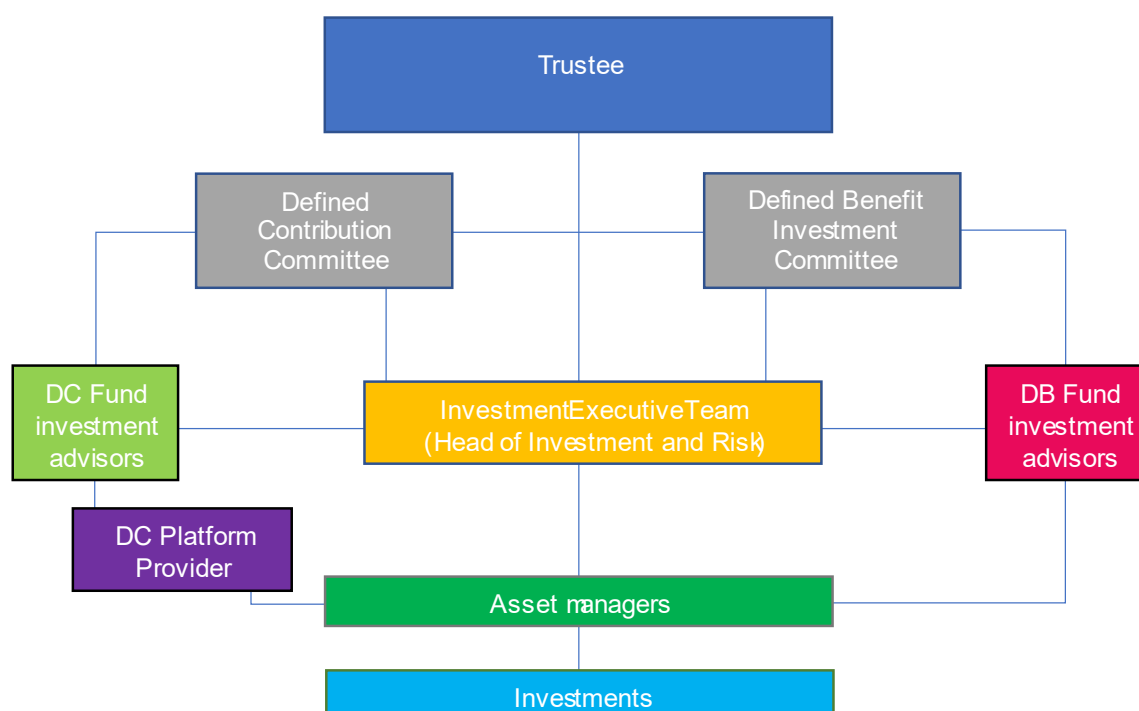 Trustee
Defined
Contribution
Committee
Defined Benefit
Investment
Committee
DC Fund
investment
advisors
InvestmentExecutiveTeam
(Head of Investment and Risk)
DB Fund
investment
advisors
DC Platform
Provider
Asset managers
Investments